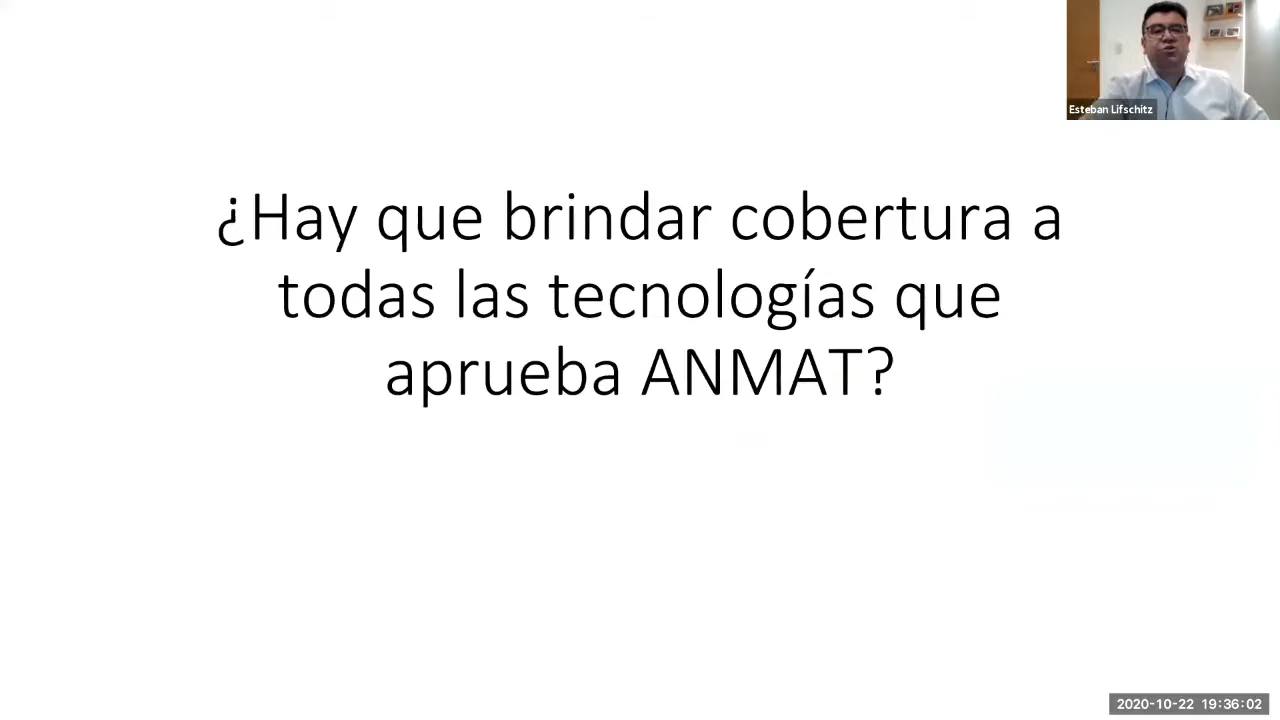 Esteban Lifschitz
¿Hay que brindar cobertura a
todas las tecnologías que
aprueba ANMAT?
2020-10-22 19:36:02